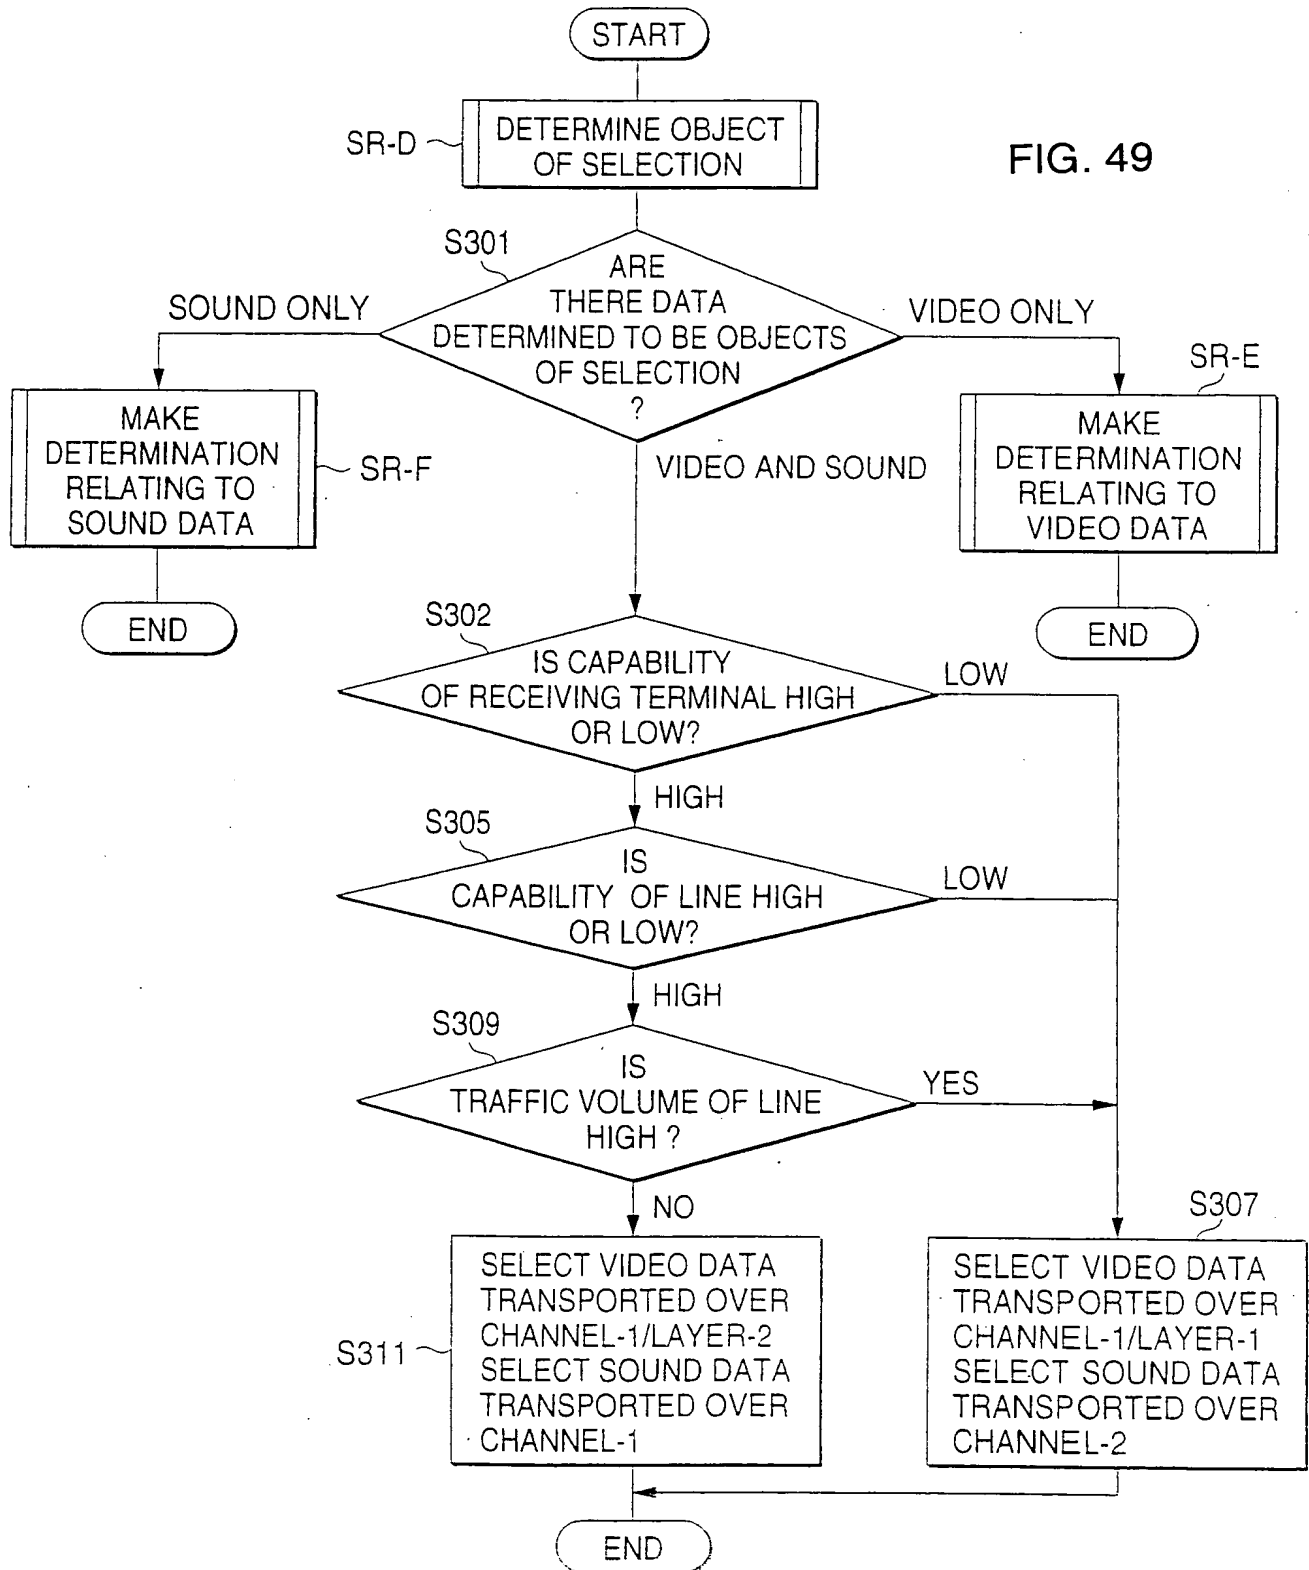 START
SR-D
DETERMINE OBJECT
OF SELECTION
FIG. 49
S301
ARE
THERE DATA
DETERMINED TO BE OBJECTS
OF SELECTION
?
SOUND ONLY
VIDEO ONLY
SR-E
MAKE
DETERMINATION
RELATING TO
SOUND DATA
SR-F
VIDEO AND SOUND
MAKE
DETERMINATION
RELATING TO
VIDEO DATA
END
END
S302
IS CAPABILITY
OF RECEIVING TERMINAL HIGH
OR LOW?
LOW
HIGH
S305
IS
CAPABILITY OF LINE HIGH
OR LOW?
LOW
HIGH
S309
IS
TRAFFIC VOLUME OF LINE
HIGH ?
YES
NO
S307
S311
SELECT VIDEO DATA
TRANSPORTED OVER
CHANNEL-1/LAYER-2
SELECT SOUND DATA
TRANSPORTED OVER
CHANNEL-1
SELECT VIDEO DATA
TRANSPORTED OVER
CHANNEL-1/LAYER-1
SELECT SOUND DATA
TRANSPORTED OVER
CHANNEL-2
END